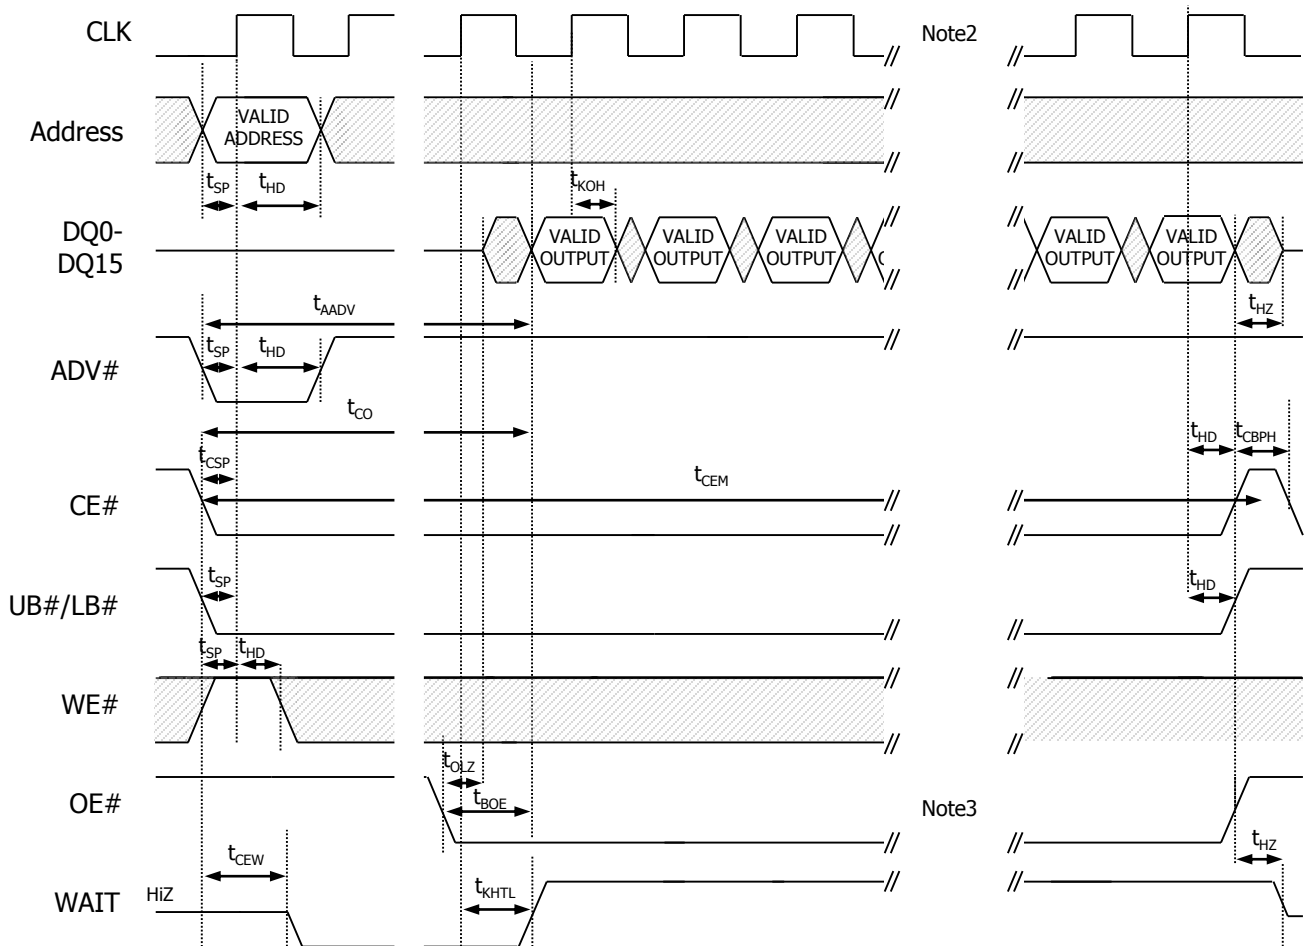 CLK
Note2
Address
VALID
ADDRESS
tSP
tHD
tKOH
DQ0-
DQ15
VALID
OUTPUT
VALID
OUTPUT
VALID
OUTPUT
VALID
OUTPUT
VALID
OUTPUT
tHZ
tAADV
ADV#
tSP
tHD
tCO
tHD
tCBPH
tCSP
CE#
tCEM
UB#/LB#
tSP
tHD
tSP
tHD
WE#
OE#
tOLZ
tBOE
Note3
tCEW
tHZ
WAIT
HiZ
tKHTL